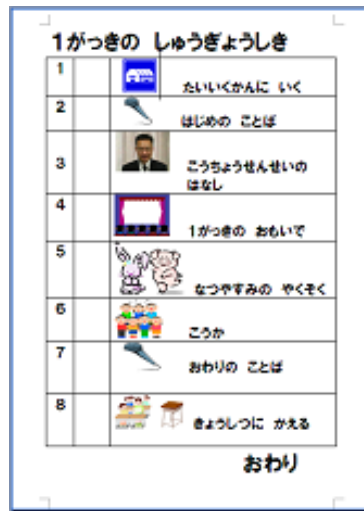 1がっきの しゅうぎょうしき
1
たいいくかんに いく
2
はじめの ことば
3
こうちょうせんせいの
はなし
4
1がっきの おもいで
5
なつやすみの やくそく
6
こうか
7
おわりの ことば
8
きょうしつに かえる
おわり